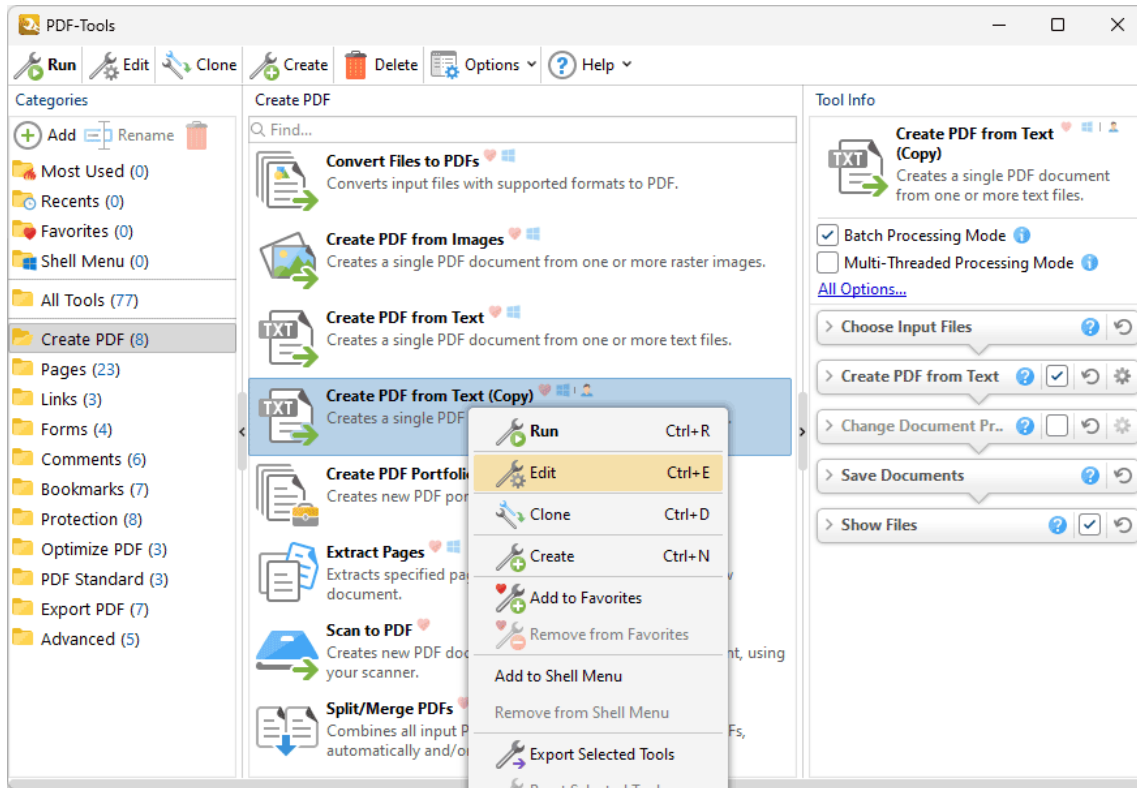 PDF-Tools
Run Edit Clone Create Delete Options Help
Categories
Add Rename
Most Used (0)
Recents (0)
Favorites (0)
Shell Menu (0)
All Tools (77)
Create PDF (8)
Pages (23)
Links (3)
Forms (4)
Comments (6)
Bookmarks (7)
Protection (8)
Optimize PDF (3)
PDF Standard (3)
Export PDF (7)
Advanced (5)
Create PDF
Find...
Convert Files to PDFs
Converts input files with supported formats to PDF.
Create PDF from Images
Creates a single PDF document from one or more raster images.
TXT
Create PDF from Text
Creates a single PDF document from one or more text files.
TXT
Create PDF from Text (Copy)
Creates a single PDF
Create PDF Portfoli
Creates new PDF por
Extract Pages
Extracts specified pa
document.
Scan to PDF
Creates new PDF doc nt, using
your scanner.
Split/Merge PDFs
Combines all input P Fs,
automatically and/o
Run Ctrl+R
Edit Ctrl+E
Clone Ctrl+D
Create Ctrl+N
Add to Favorites
Remove from Favorites
Add to Shell Menu
Remove from Shell Menu
Export Selected Tools
Tool Info
TXT
Create PDF from Text
(Copy)
Creates a single PDF document
from one or more text files.
Batch Processing Mode
Multi-Threaded Processing Mode
All Options...
Choose Input Files
Create PDF from Text
Change Document Pr..
Save Documents
Show Files